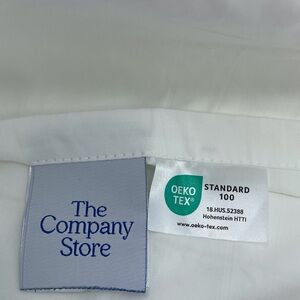 The
Company
Store
OEKO
TEX®
STANDARD
100
18.HUS.52388
Hohenstein HTTI
www.oeko-tex.com